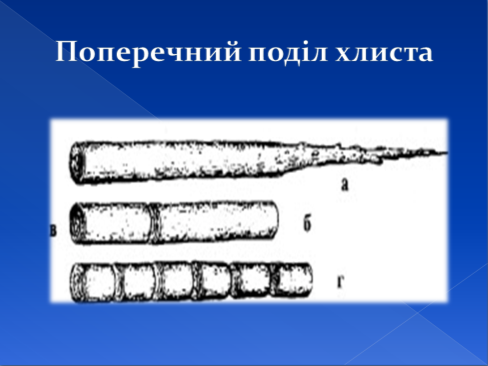 Поперечний поділ хлиста
а
в
б
г